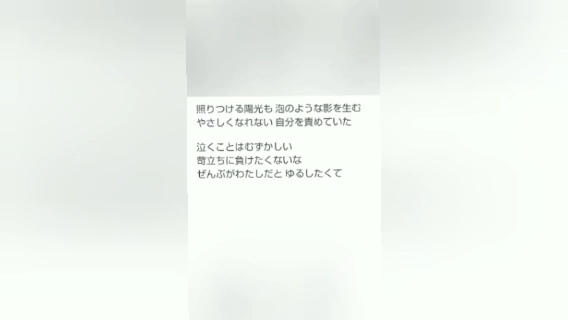 照りつける陽光も 泡のような影を生む
やさしくなれない 自分を責めていた
泣くことはむずかしい
苛立ちに負けたくないな
ぜんぶがわたしだと ゆるしたくて